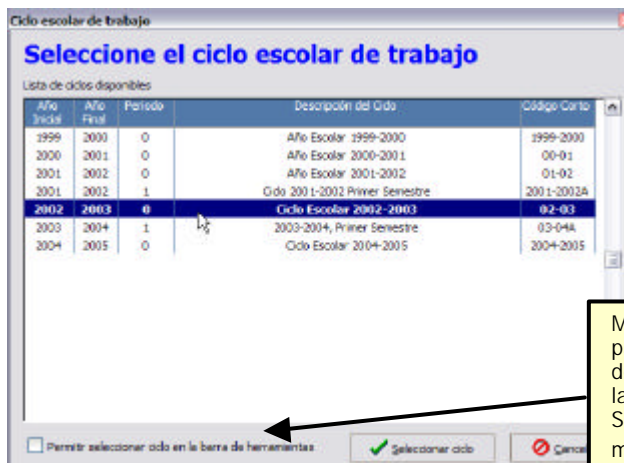 Ciclo escolar de trabajo
Seleccione el ciclo escolar de trabajo
Lista de ciclos disponibles
Año Inicial Año Final Periodo Descripción del Ciclo Código Corto
1999 2000 0 Año Escolar 1999-2000 1999-2000
2000 2001 0 Año Escolar 2000-2001 00-01
2001 2002 0 Año Escolar 2001-2002 01-02
2001 2002 1 Ciclo 2001-2002 Primer Semestre 2001-2002A
2002 2003 0 Ciclo Escolar 2002-2003 02-03
2003 2004 1 2003-2004, Primer Semestre 03-04A
2004 2005 0 Ciclo Escolar 2004-2005 2004-2005
Permitir seleccionar ciclo en la barra de herramientas Seleccionar ciclo